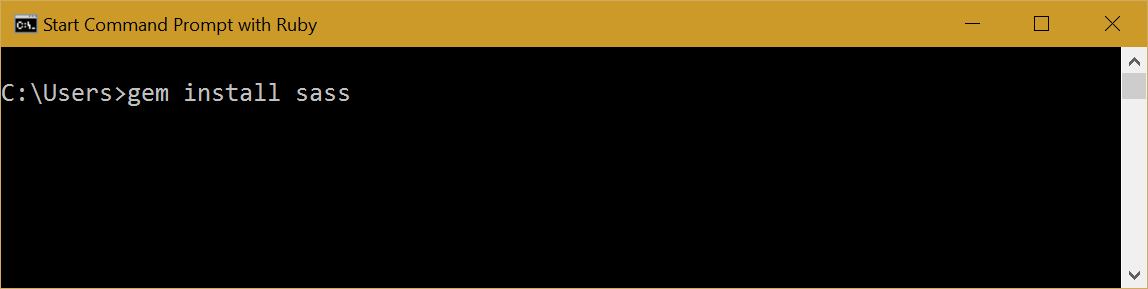 Start Command Prompt with Ruby
C:\Users>gem install sass